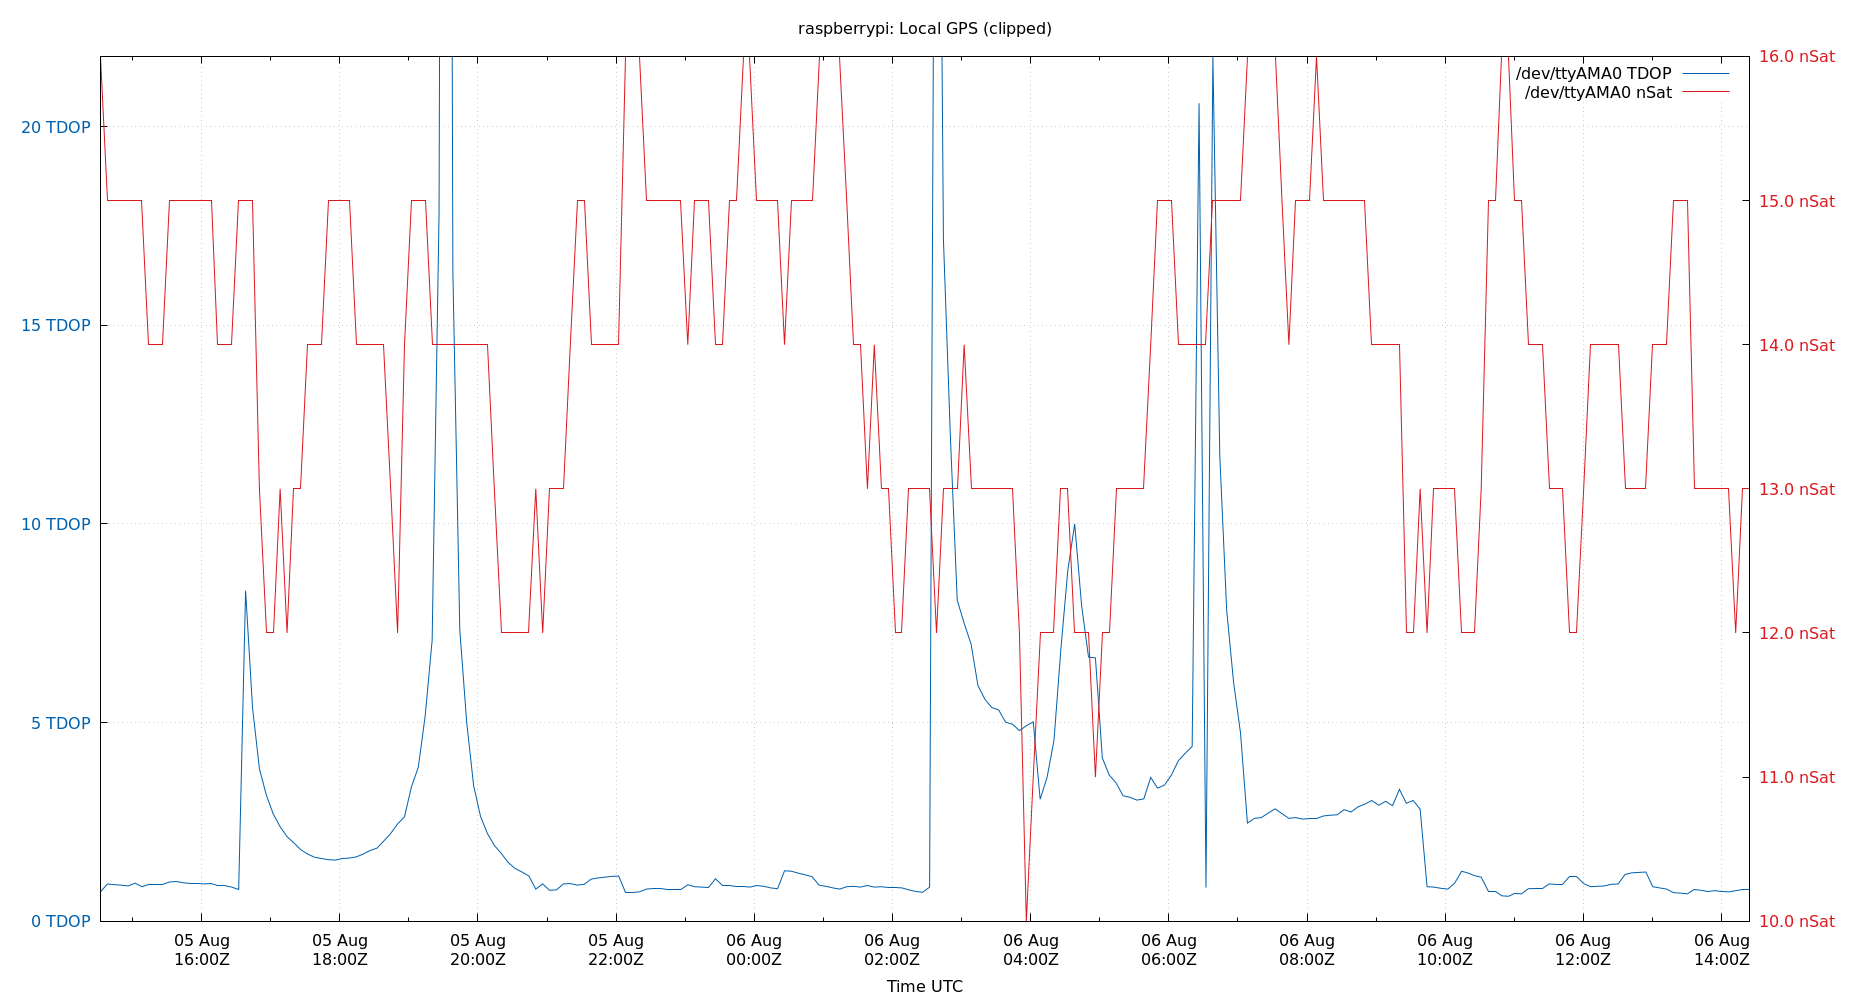 raspberrypi: Local GPS (clipped)
/dev/ttyAMA0 TDOP
/dev/ttyAMA0 nSat
20 TDOP
15 TDOP
10 TDOP
5 TDOP
0 TDOP
16.0 nSat
15.0 nSat
14.0 nSat
13.0 nSat
12.0 nSat
11.0 nSat
10.0 nSat
05 Aug
16:00Z
05 Aug
18:00Z
05 Aug
20:00Z
05 Aug
22:00Z
06 Aug
00:00Z
06 Aug
02:00Z
06 Aug
04:00Z
06 Aug
06:00Z
06 Aug
08:00Z
06 Aug
10:00Z
06 Aug
12:00Z
06 Aug
14:00Z
Time UTC